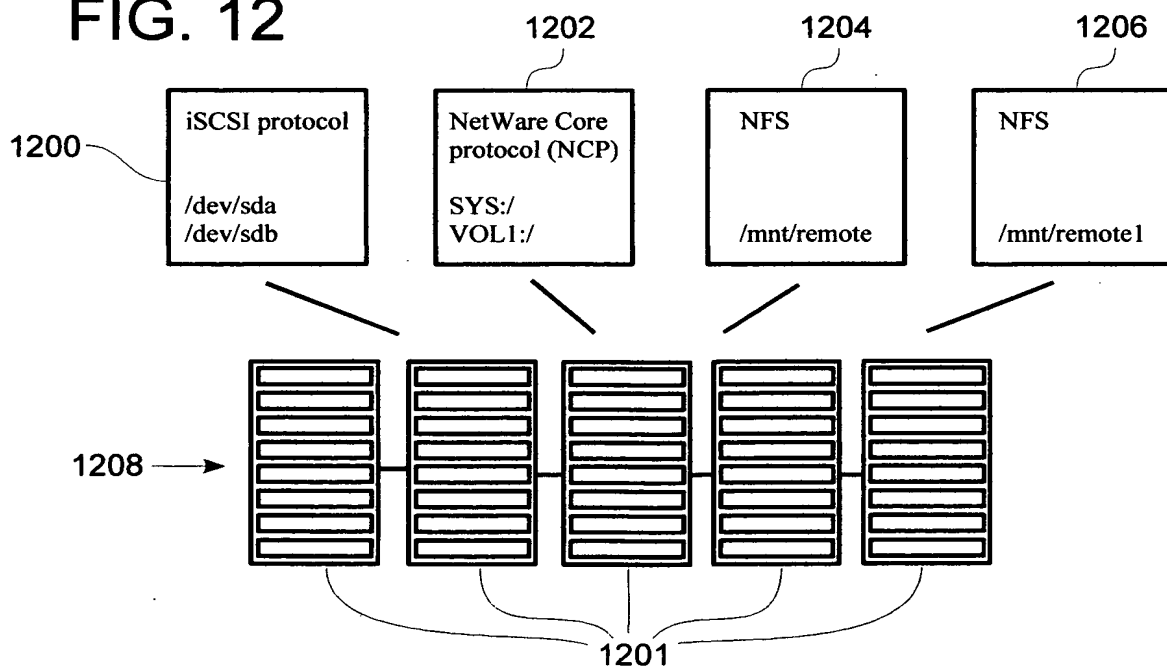 FIG. 12
1202
1204
1206
1200
iSCSI protocol
/dev/sda
/dev/sdb
NetWare Core
protocol (NCP)
SYS:/
VOL1:/
NFS
/mnt/remote
NFS
/mnt/remote1
1208
1201